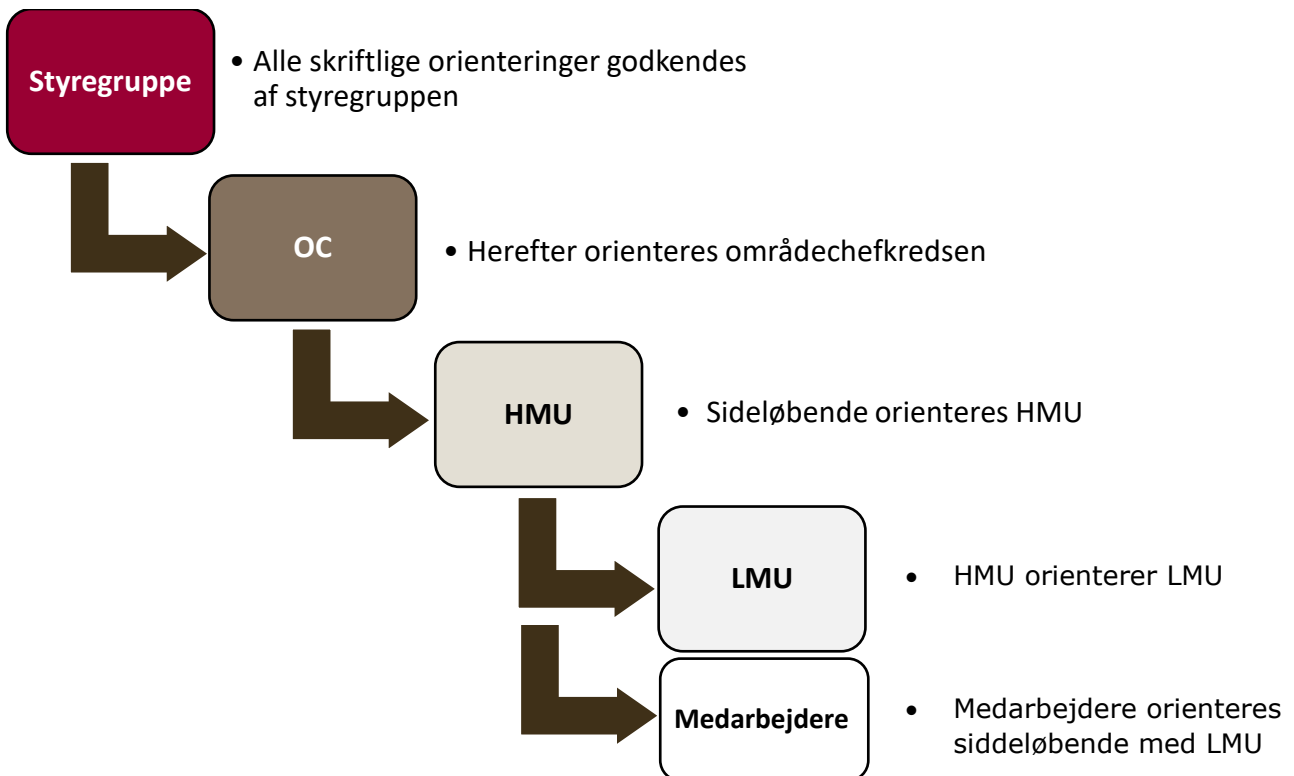 Styregruppe
• Alle skriftlige orienteringer godkendes
af styregruppen
OC
• Herefter orienteres områdechefkredsen
HMU
• Sideløbende orienteres HMU
LMU
• HMU orienterer LMU
Medarbejdere
• Medarbejdere orienteres
siddeløbende med LMU